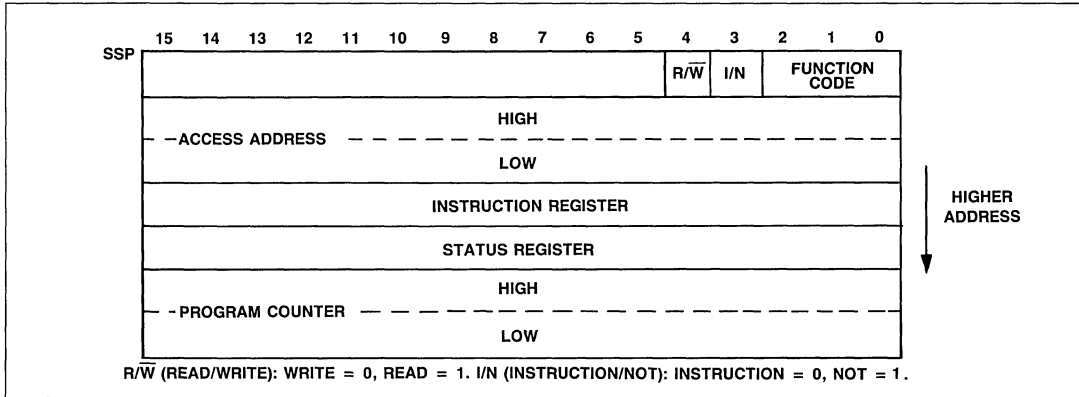 15 14 13 12 11 10 9 8 7 6 5 4 3 2 1 0
SSP
R/W̅ I/N FUNCTION
CODE
HIGH
ACCESS ADDRESS
LOW
INSTRUCTION REGISTER
STATUS REGISTER
HIGHER
ADDRESS
HIGH
PROGRAM COUNTER
LOW
R/W̅ (READ/WRITE): WRITE = 0, READ = 1. I/N (INSTRUCTION/NOT): INSTRUCTION = 0, NOT = 1.